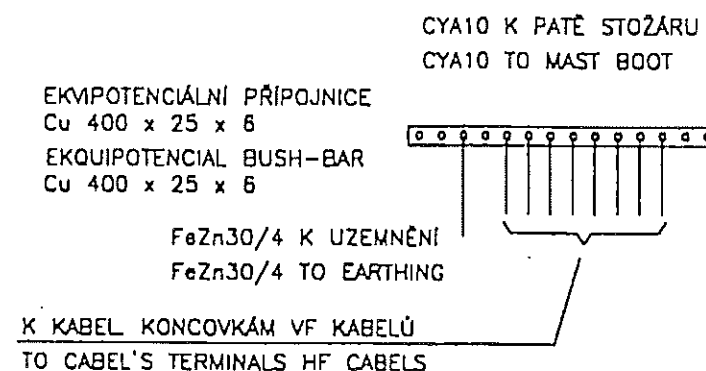 CYA10 K PATĚ STOŽÁRU
CYA10 TO MAST BOOT
EKVIPOTENCIÁLNÍ PŘÍPOJNICE
Cu 400 x 25 x 6
EKQUIPOTENCIAL BUSH-BAR
Cu 400 x 25 x 6
FeZn30/4 K UZEMNĚNÍ
FeZn30/4 TO EARTHING
K KABEL KONCOVKÁM VF KABELŮ
TO CABEL'S TERMINALS HF CABELS